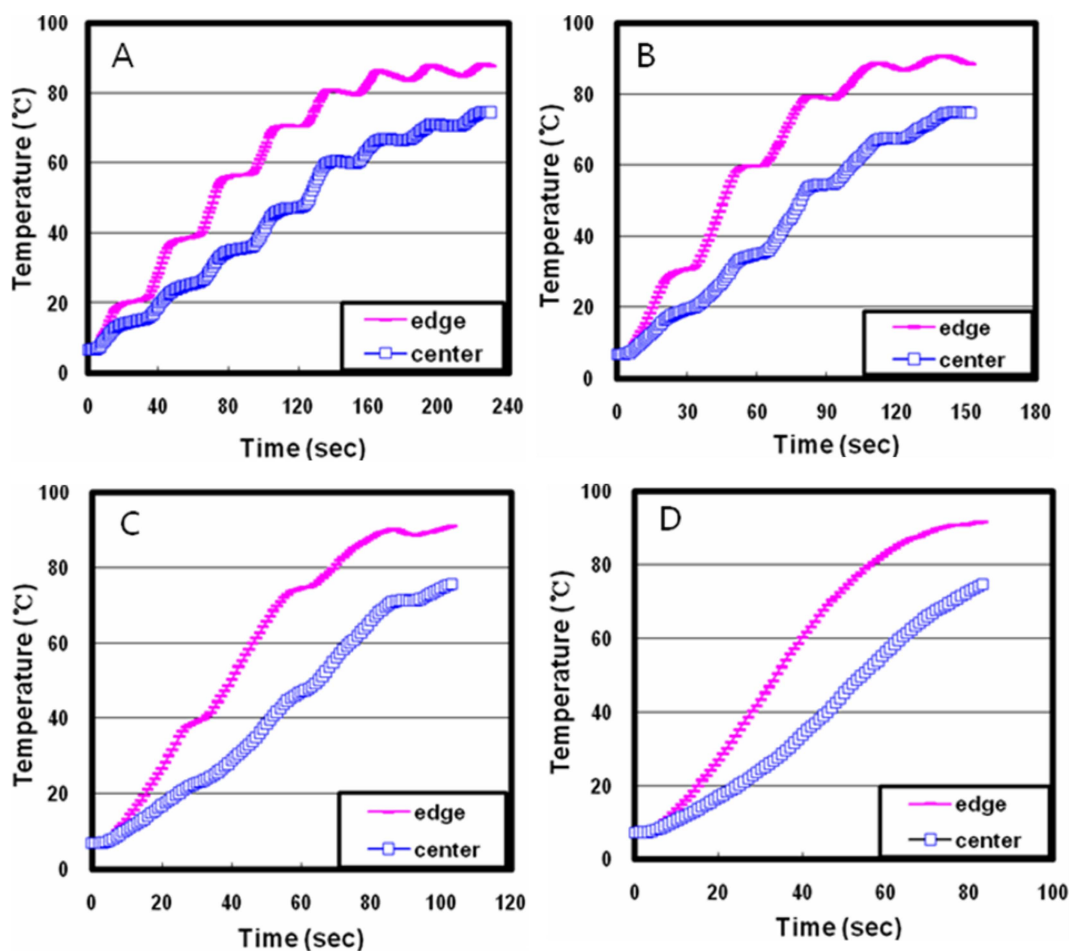 A
Temperature (℃)
100
80
60
40
20
0
edge
center
0 40 80 120 160 200 240
Time (sec)
B
Temperature (℃)
100
80
60
40
20
0
edge
center
0 30 60 90 120 150 180
Time (sec)
C
Temperature (℃)
100
80
60
40
20
0
edge
center
0 20 40 60 80 100 120
Time (sec)
D
Temperature (℃)
100
80
60
40
20
0
edge
center
0 20 40 60 80 100
Time (sec)